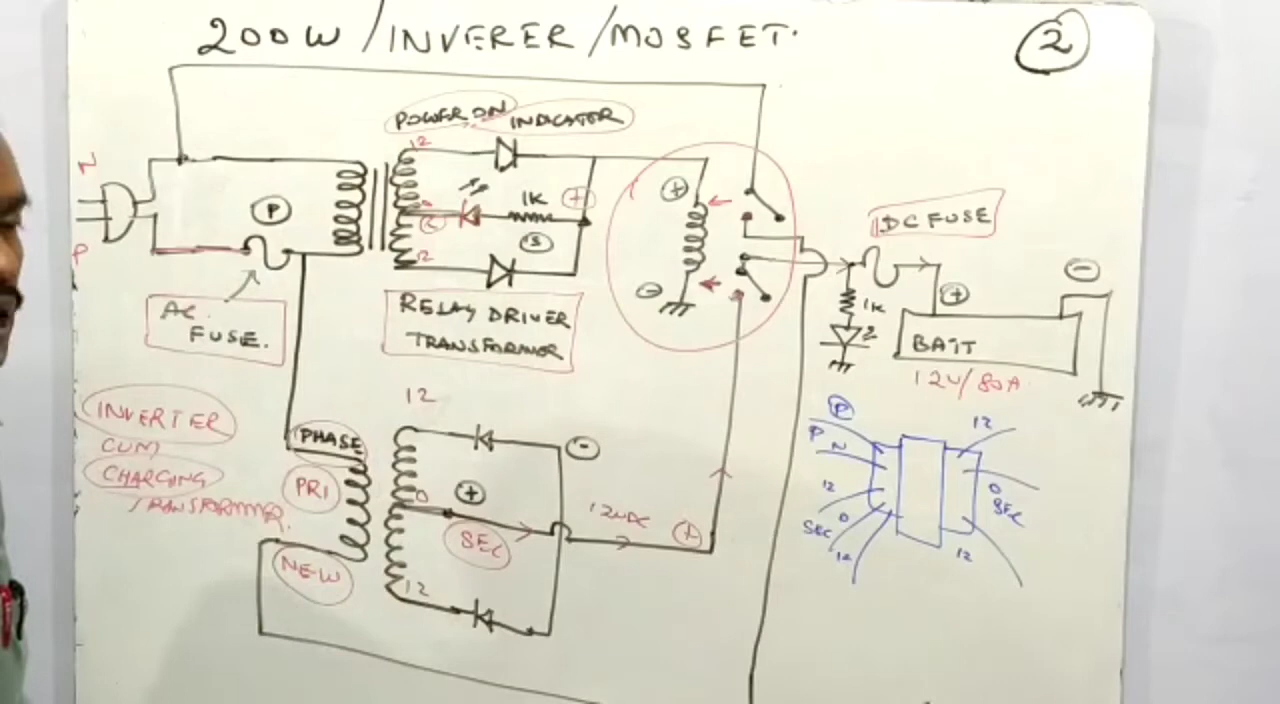 200W/INVERER/MOSFET.
2
POWER ON INDICATOR
N
12
0
1K
+
P
S
12
P
+
-
DC FUSE
AC
FUSE.
RELAY DRIVER
TRANSFORMER
1K
+
-
BATT
12V/80A
12
INVERTER
CUM
CHARGING
TRANSFORMER.
PHASE
PRI
NEW
-
0
+
SEC
12VDC
+
12
P
P
N
12
0
SEC
12
12
0
SEC
12